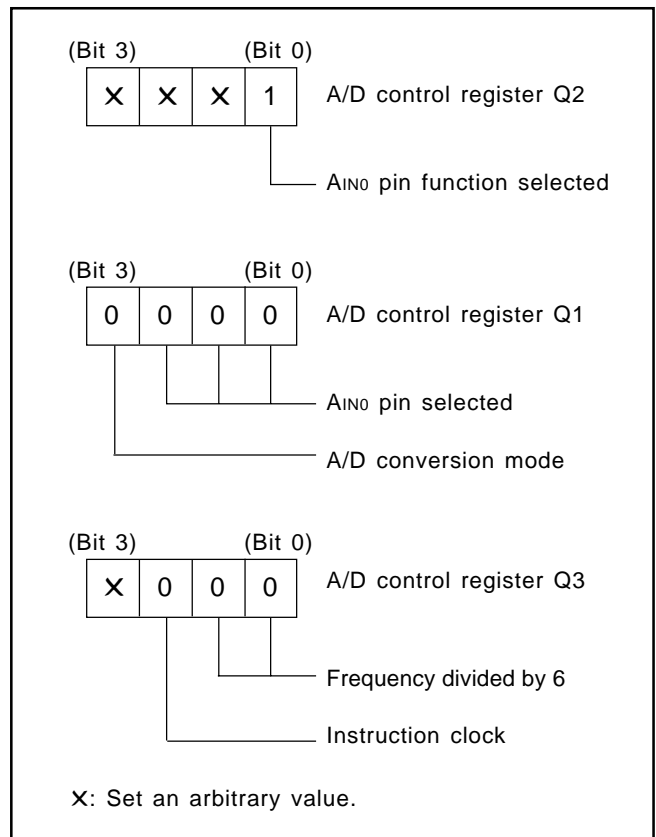 (Bit 3) (Bit 0)
X X X 1 A/D control register Q2
AIN0 pin function selected
(Bit 3) (Bit 0)
0 0 0 0 A/D control register Q1
AIN0 pin selected
A/D conversion mode
(Bit 3) (Bit 0)
X 0 0 0 A/D control register Q3
Frequency divided by 6
Instruction clock
X: Set an arbitrary value.